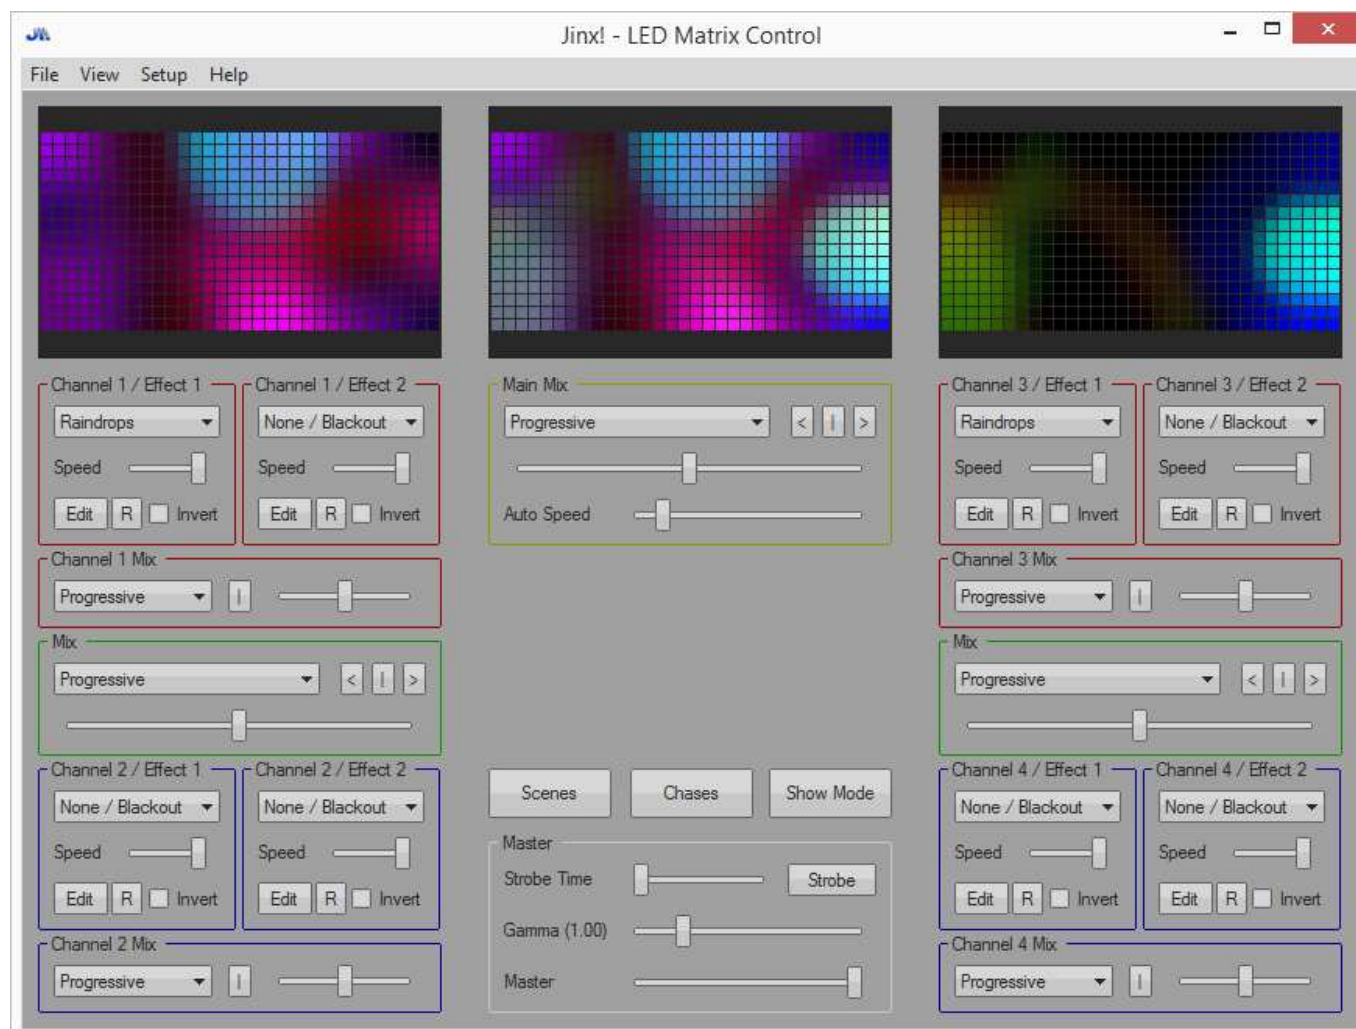 Jinx! - LED Matrix Control
File View Setup Help
Channel 1 / Effect 1 Channel 1 / Effect 2 Main Mix Channel 3 / Effect 1 Channel 3 / Effect 2
Raindrops None / Blackout Progressive < | > Raindrops None / Blackout
Speed Speed Speed Speed
Edit R Invert Edit R Invert Auto Speed Edit R Invert Edit R Invert
Channel 1 Mix Channel 3 Mix
Progressive | Progressive |
Mix Mix
Progressive < | > Progressive < | >
Channel 2 / Effect 1 Channel 2 / Effect 2 Channel 4 / Effect 1 Channel 4 / Effect 2
None / Blackout None / Blackout Scenes Chases Show Mode None / Blackout None / Blackout
Master
Speed Speed Speed Speed
Strobe Time Strobe
Edit R Invert Edit R Invert Edit R Invert Edit R Invert
Gamma (1.00)
Channel 2 Mix Channel 4 Mix
Progressive | Master Progressive |